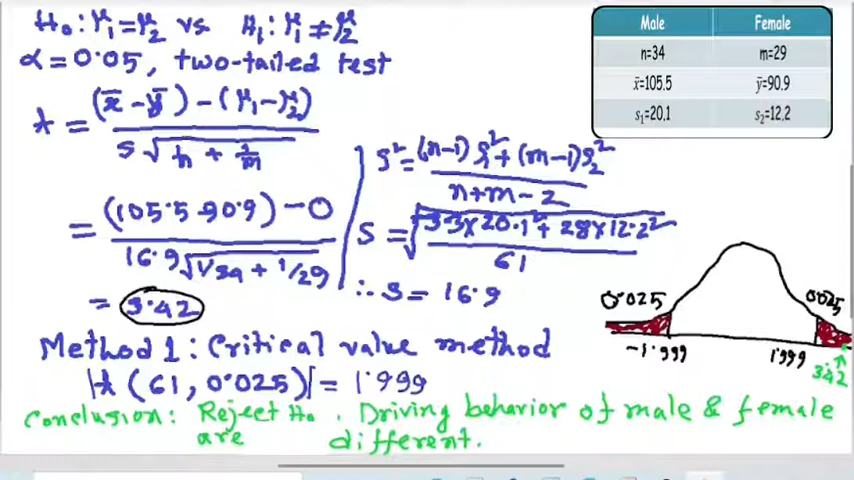 H₀: μ₁=μ₂ vs H₁: μ₁≠μ₂
α=0.05, two-tailed test
t = ((x̄ - ȳ) - (μ₁-μ₂)) / (s√(1/n + 1/m))
= ((105.5-90.9) - 0) / (16.9√(1/34 + 1/29))
= 3.42
s² = ((n-1)s₁² + (m-1)s₂²) / (n+m-2)
s = √((33×20.1² + 28×12.2²) / 61)
∴ s = 16.9
Male Female
n=34 m=29
x̄=105.5 ȳ=90.9
s₁=20.1 s₂=12.2
0.025 0.025
-1.999 1.999 3.42
Method 1: Critical value method
|t(61, 0.025)| = 1.999
Conclusion: Reject H₀. Driving behavior of male & female
are different.